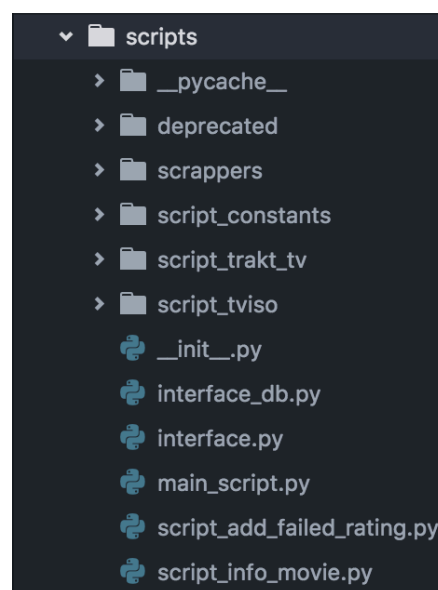 scripts
__pycache__
deprecated
scrappers
script_constants
script_trakt_tv
script_tviso
__init__.py
interface_db.py
interface.py
main_script.py
script_add_failed_rating.py
script_info_movie.py